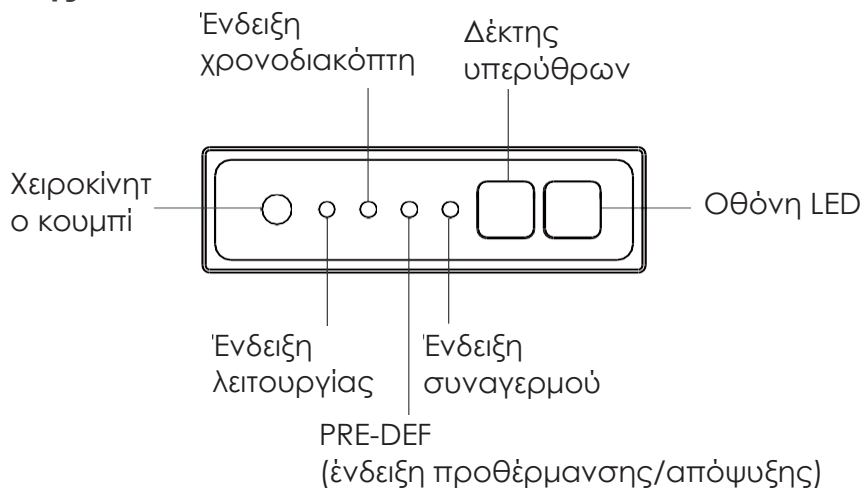 Ένδειξη
χρονοδιακόπτη
Δέκτης
υπερύθρων
Χειροκίνητ
ο κουμπί
Οθόνη LED
Ένδειξη
λειτουργίας
Ένδειξη
συναγερμού
PRE-DEF
(ένδειξη προθέρμανσης/απόψυξης)